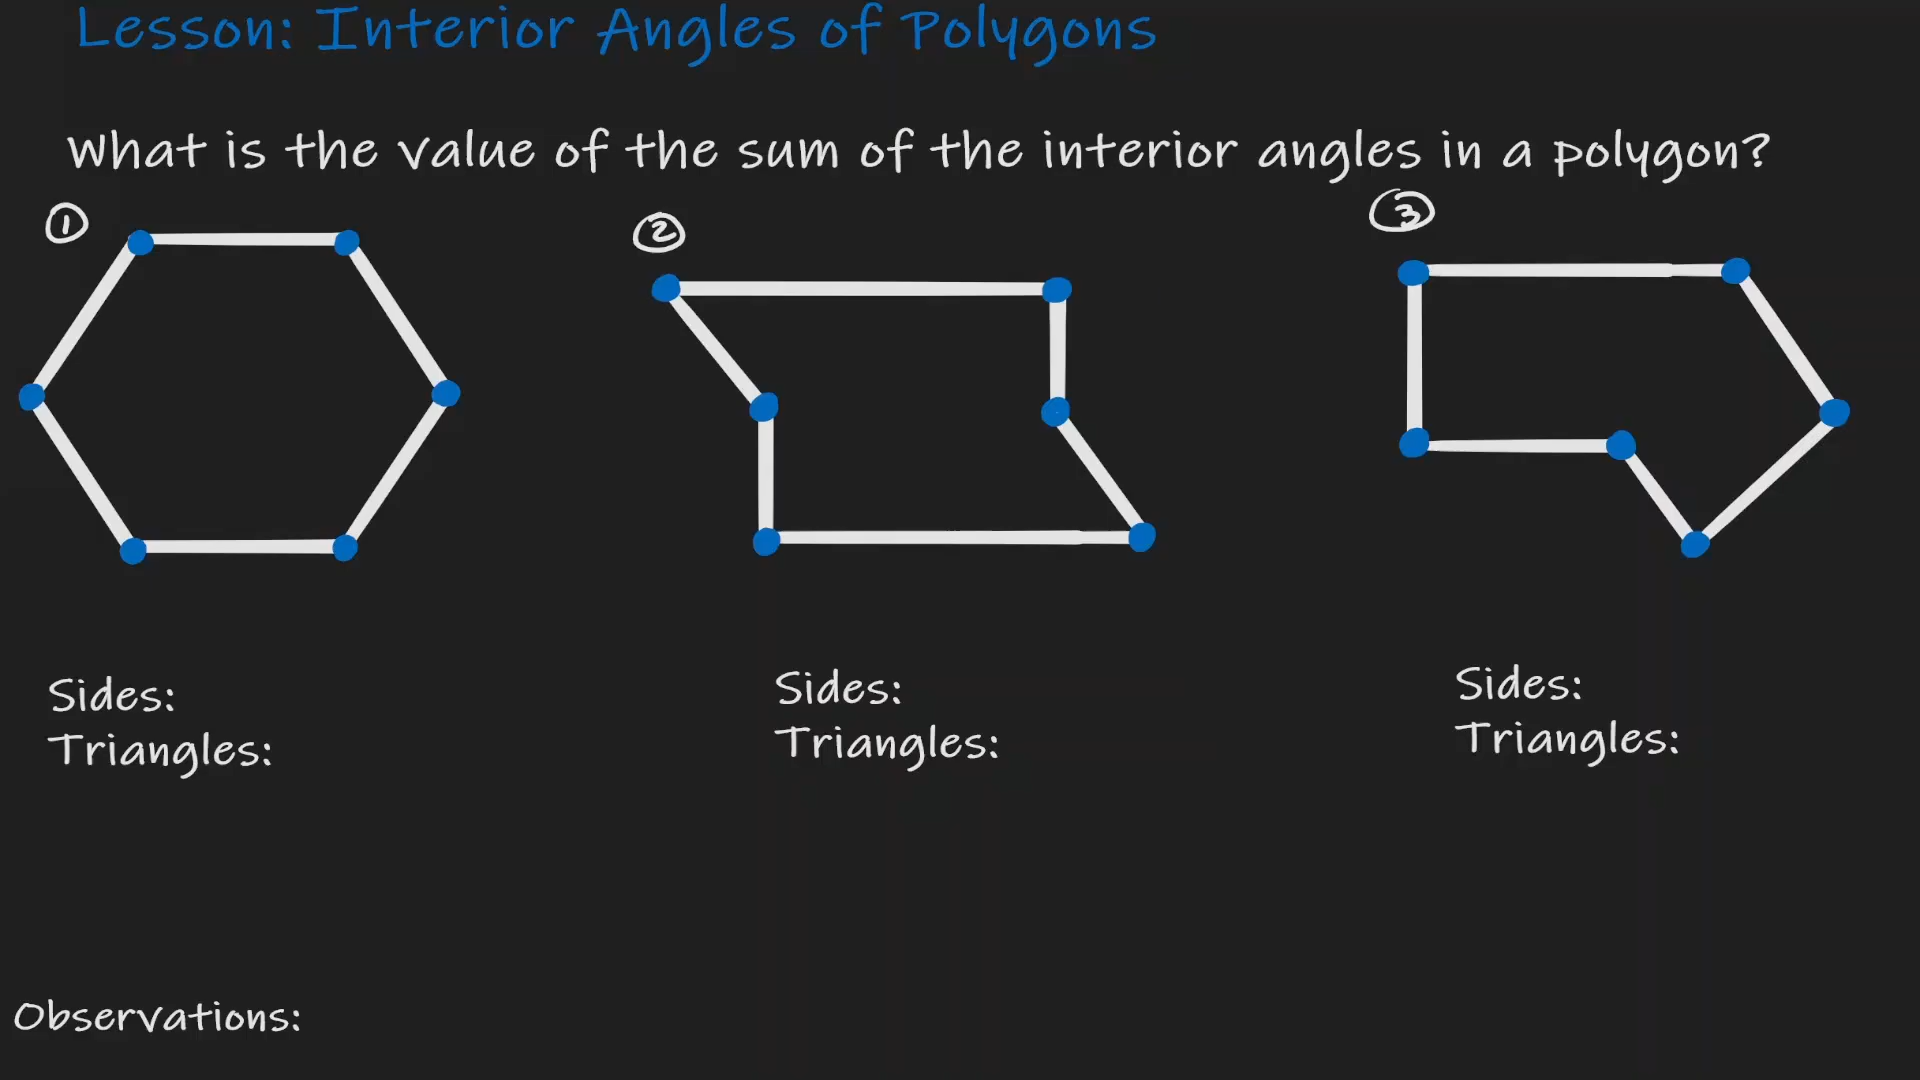 Lesson: Interior Angles of Polygons
What is the value of the sum of the interior angles in a polygon?
1
2
3
Sides:
Triangles:
Sides:
Triangles:
Sides:
Triangles:
Observations: